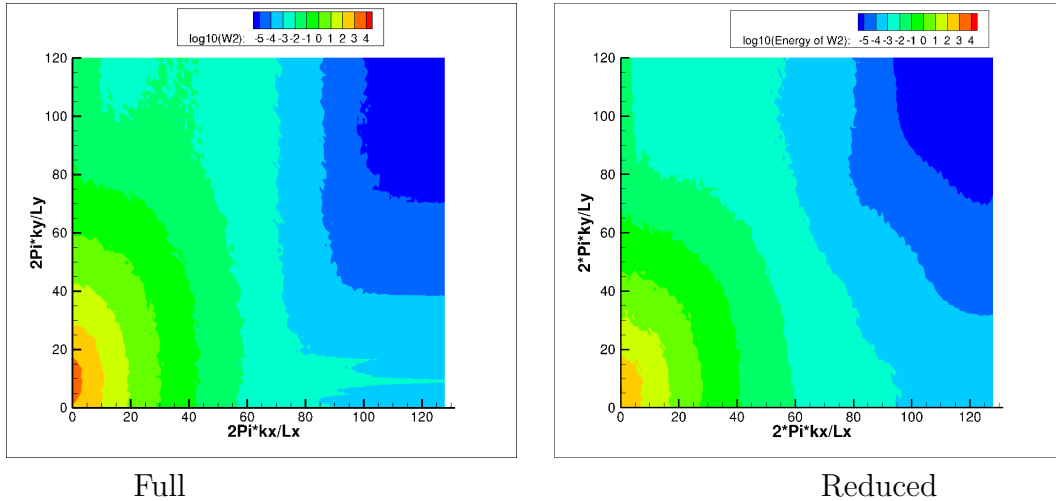 log10(W2): -5 -4 -3 -2 -1 0 1 2 3 4
120
100
80
60
40
20
0
2Pi*ky/Ly
0 20 40 60 80 100 120
2Pi*kx/Lx
Full
log10(Energy of W2): -5 -4 -3 -2 -1 0 1 2 3 4
120
100
80
60
40
20
0
2*Pi*ky/Ly
0 20 40 60 80 100 120
2*Pi*kx/Lx
Reduced